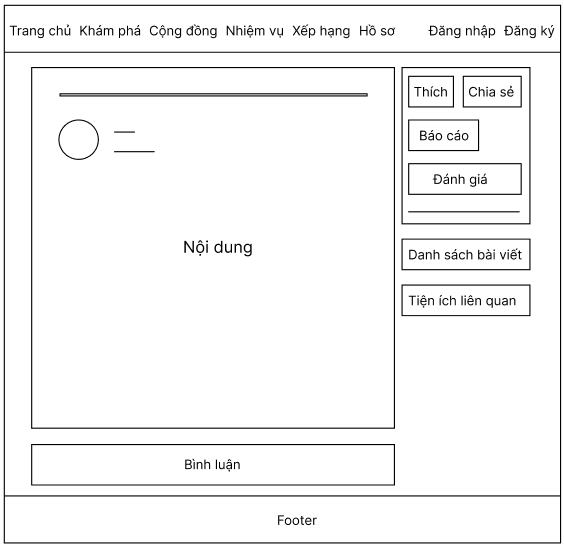 Trang chủ Khám phá Cộng đồng Nhiệm vụ Xếp hạng Hồ sơ Đăng nhập Đăng ký
Thích Chia sẻ
Báo cáo
Đánh giá
Nội dung
Danh sách bài viết
Tiện ích liên quan
Bình luận
Footer